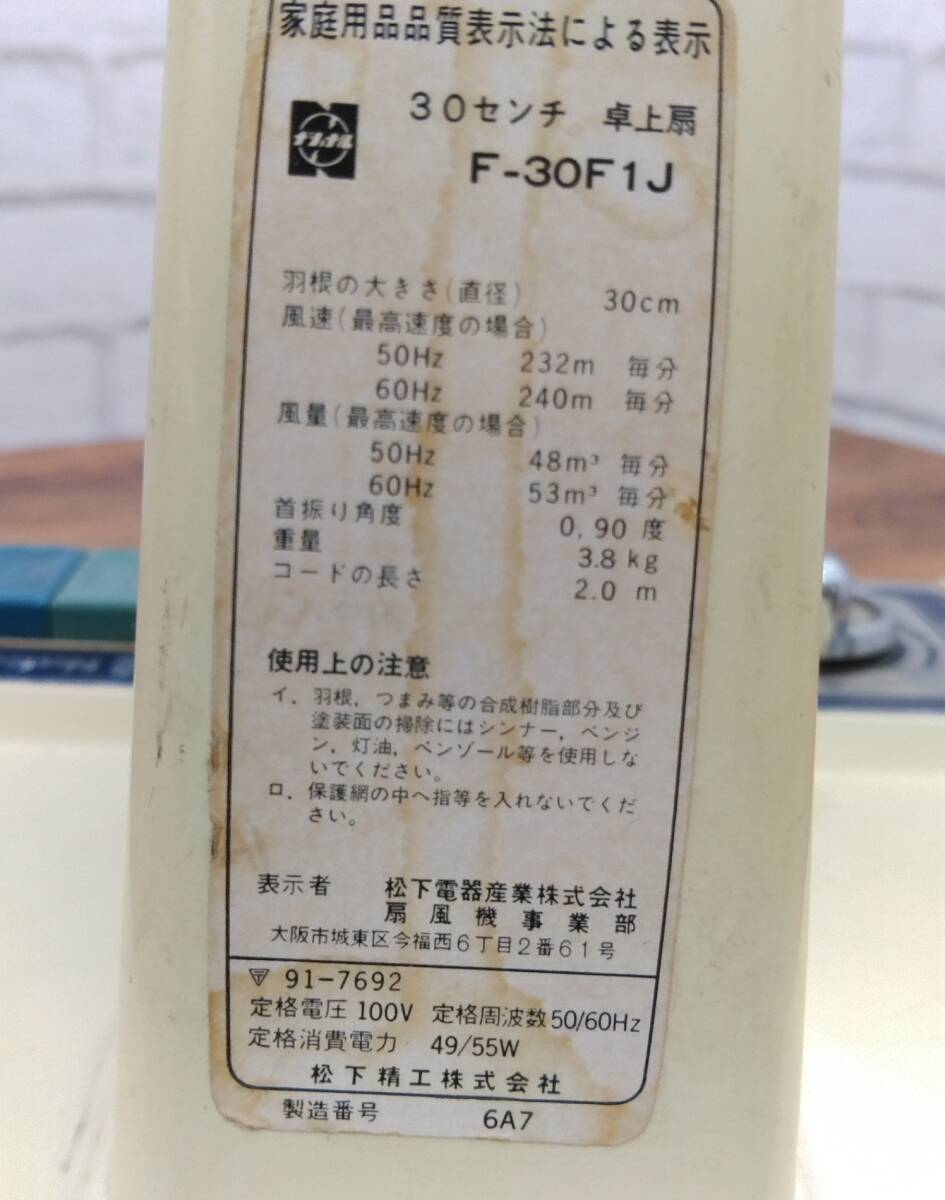 家庭用品品質表示法による表示
ナショナル
30センチ 卓上扇
F-30F1J
羽根の大きさ(直径) 30cm
風速(最高速度の場合)
50Hz 232m 毎分
60Hz 240m 毎分
風量(最高速度の場合)
50Hz 48m³ 毎分
60Hz 53m³ 毎分
首振り角度 0,90 度
重量 3.8 kg
コードの長さ 2.0 m
使用上の注意
イ. 羽根, つまみ等の合成樹脂部分及び
塗装面の掃除にはシンナー, ベンジ
ン, 灯油, ベンゾール等を使用しな
いでください。
ロ. 保護網の中へ指等を入れないでくだ
さい。
表示者 松下電器産業株式会社
扇風機事業部
大阪市城東区今福西6丁目2番61号
91-7692
定格電圧 100V 定格周波数 50/60Hz
定格消費電力 49/55W
松下精工株式会社
製造番号 6A7